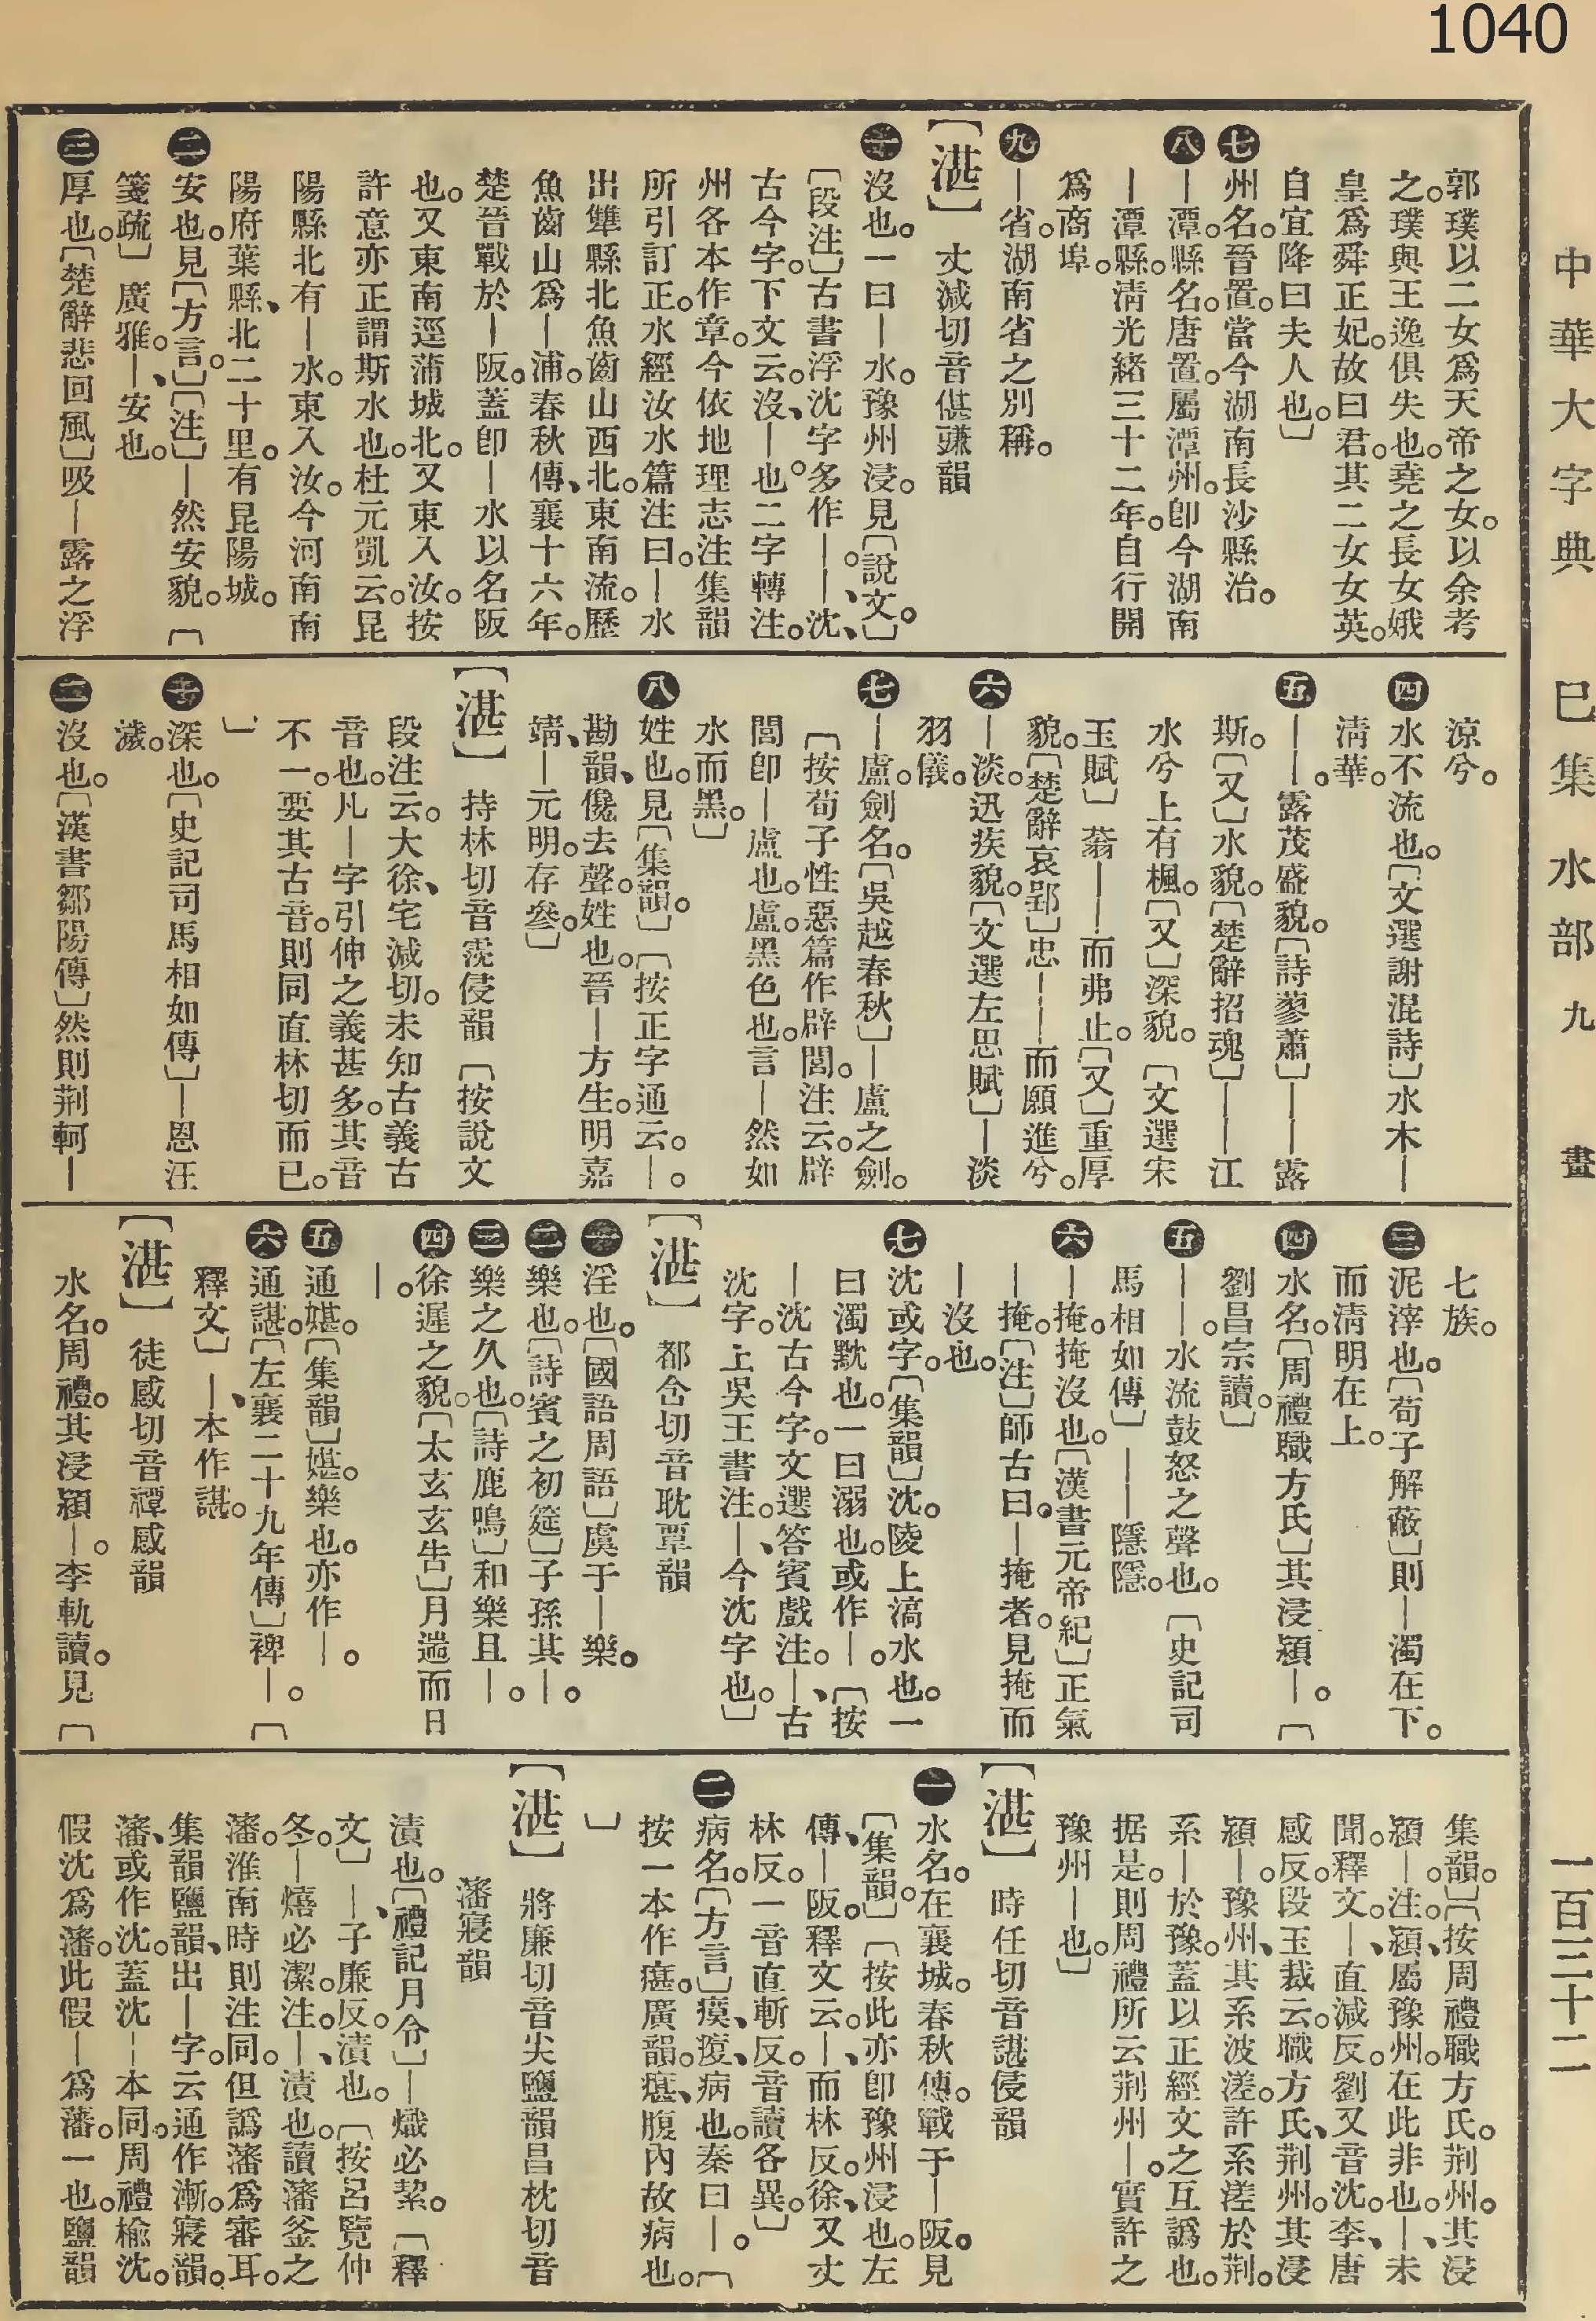 1040
中華大字典 巳集 水部 九畫 一百三十二
郭璞以二女爲天帝之女。以余考
之。璞與王逸俱失也。堯之長女娥
皇爲舜正妃。故曰君。其二女女英。
自宜降曰夫人也。〕
七 州名。晉置。當今湖南長沙縣治。
八 ｜潭。縣名。唐置。屬潭州。卽今湖南
｜潭縣。淸光緒三十二年。自行開
爲商埠。
九 ｜省。湖南省之別稱。
〔湛〕 丈減切音偡豏韻
一 沒也。一曰｜水。豫州浸。見〔說文。〕
〔段注〕古書浮沈字多作｜。｜、沈、
古今字。下文云。沒、｜也。二字轉注。
州各本作章。今依地理志注集韻
所引訂正。水經汝水篇注曰。｜水
出犨縣北魚齒山西北。東南流。歷
魚齒山爲｜浦。春秋傳、襄十六年。
楚晉戰於｜阪。蓋卽｜水以名阪
也。又東南逕蒲城北。又東入汝。按
許意亦正謂斯水也。杜元凱云。昆
陽縣北有｜水。東入汝。今河南南
陽府葉縣、北二十里。有昆陽城。
二 安也。見〔方言。〕〔注〕｜然安貌。〔
箋疏〕廣雅。｜、安也。
三 厚也。〔楚辭悲回風〕吸｜露之浮
涼兮。
四 水不流也。〔文選謝混詩〕水木｜
淸華。
五 ｜｜。露茂盛貌。〔詩蓼蕭〕｜｜露
斯。〔又〕水貌。〔楚辭招魂〕｜｜江
水兮上有楓。〔又〕深貌。〔文選宋
玉賦〕蓊｜｜而弗止。〔又〕重厚
貌。〔楚辭哀郢〕忠｜｜而願進兮。
六 ｜淡。迅疾貌。〔文選左思賦〕｜淡
羽儀。
七 ｜盧。劍名。〔吳越春秋〕｜盧之劍。
〔按荀子性惡篇作辟閭。注云。辟
閭卽｜盧也。盧。黑色也。言｜然如
水而黑。〕
八 姓也。見〔集韻。〕〔按正字通云。｜。
勘韻、儳去聲。姓也。晉｜方生。明嘉
靖、｜元明。存參。〕
〔湛〕 持林切音霃侵韻〔按說文
段注云。大徐、宅減切。未知古義古
音也。凡｜字引伸之義甚多。其音
不一。要其古音。則同直林切而已。
〕
一 深也。〔史記司馬相如傳〕｜恩汪
濊。
二 沒也。〔漢書鄒陽傳〕然則荆軻｜
七族。
三 泥滓也。〔荀子解蔽〕則｜濁在下。
而淸明在上。
四 水名。〔周禮職方氏〕其浸潁｜。〔
劉昌宗讀。〕
五 ｜｜。水流鼓怒之聲也。〔史記司
馬相如傳〕｜｜隱隱。
六 ｜掩。掩沒也。〔漢書元帝紀〕正氣
｜掩。〔注〕師古曰。｜掩者。見掩而
｜沒也。
七 沈或字。〔集韻〕沈。陵上滈水也。一
曰濁黕也。一曰溺也。或作｜。〔按
｜沈古今字。文選答賓戲注。｜、古
沈字。上吳王書注。｜、今沈字也。〕
〔湛〕 都含切音耽覃韻
一 淫也。〔國語周語〕虞于｜樂。
二 樂也。〔詩賓之初筵〕子孫其｜。
三 樂之久也。〔詩鹿鳴〕和樂且｜。
四 徐遲之貌。〔太玄玄告〕月遄而日
｜。
五 通媅。〔集韻〕媅。樂也。亦作｜。
六 通諶。〔左襄二十九年傳〕裨｜。〔
釋文〕｜、本作諶。
〔湛〕 徒感切音禫感韻
水名。周禮。其浸潁｜。李軌讀。見〔
集韻。〕〔按周禮職方氏。荆州。其浸
潁｜。注。潁、屬豫州。在此非也。｜、未
聞。釋文。｜、直減反。劉又音沈。李、唐
感反。段玉裁云。職方氏、荆州。其浸
潁｜。豫州、其系波溠。許系溠於荆。
系｜於豫。蓋以正經文之互譌也。
据是。則周禮所云荆州｜。實許之
豫州｜也。〕
〔湛〕 時任切音諶侵韻
一 水名。在襄城。春秋傳。戰于｜阪。見
〔集韻。〕〔按此亦卽豫州浸也。左
傳、｜阪。釋文云。｜、而林反。徐、又丈
林反。一音直斬反。音讀各異。〕
二 病名。〔方言〕瘼、㾻、病也。秦曰｜。〔
按一本作㾕。廣韻。㾕、腹內故病也。
〕
〔湛〕 將廉切音尖鹽韻昌枕切音
瀋寢韻
漬也。〔禮記月令〕｜熾必絜。〔釋
文〕｜、子廉反。漬也。〔按呂覽仲
冬。｜熺必潔。注。｜、漬也。讀瀋釜之
瀋。淮南時則注同。但譌瀋爲審耳。
集韻鹽韻、出｜字。云通作漸。寢韻。
瀋、或作沈。蓋沈｜本同。周禮楡沈。
假沈爲瀋。此假｜爲瀋。一也。鹽韻